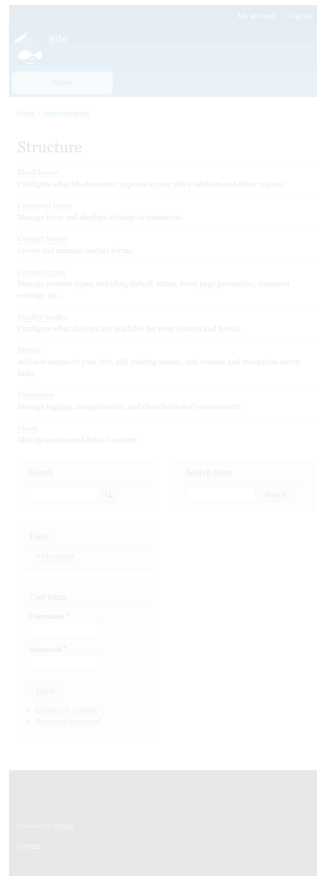 My account Log out
site
Home
Home » Administration
Structure
Block layout
Configure what block content appears in your site's sidebars and other regions.
Comment types
Manage form and displays settings of comments.
Contact forms
Create and manage contact forms.
Content types
Manage content types, including default status, front page promotion, comment
settings, etc.
Display modes
Configure what displays are available for your content and forms.
Menus
Add new menus to your site, edit existing menus, and rename and reorganize menu
links.
Taxonomy
Manage tagging, categorization, and classification of your content.
Views
Manage customized lists of content.
Search
Search form
Search
Tools
Add content
User login
Username *
Password *
Log in
Create new account
Reset your password
Powered by Drupal
Contact